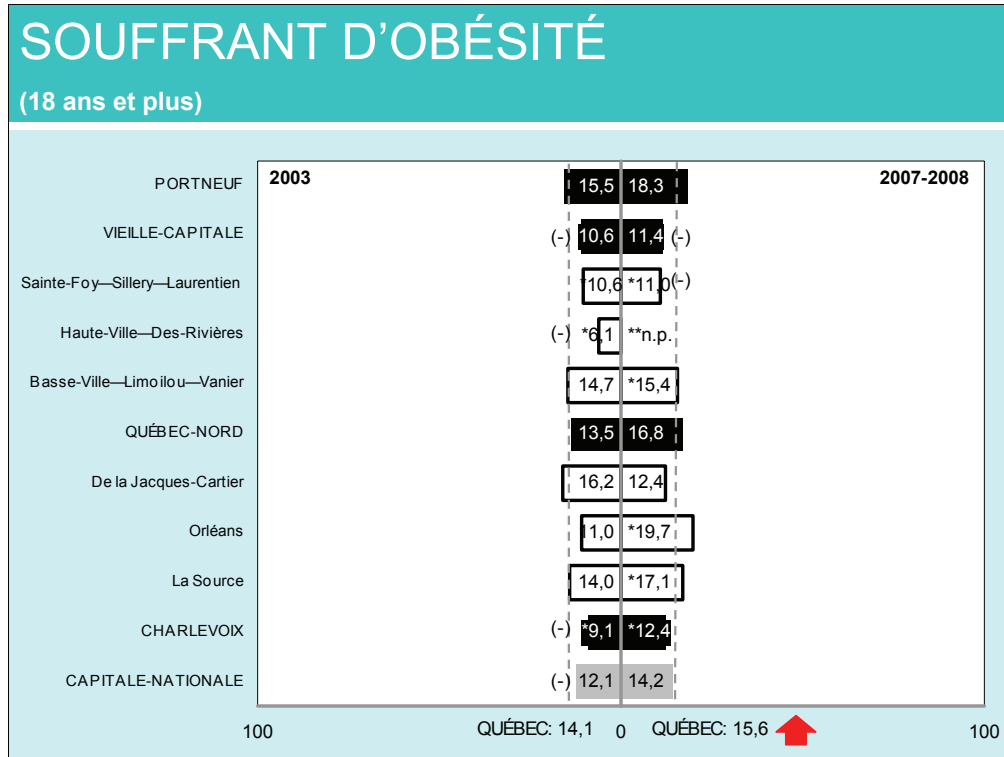 SOUFFRANT D'OBÉSITÉ
(18 ans et plus)
2003 2007-2008
PORTNEUF 15,5 18,3
VIEILLE-CAPITALE (-) 10,6 11,4 (-)
Sainte-Foy—Sillery—Laurentien *10,6 *11,0 (-)
Haute-Ville—Des-Rivières (-) *6,1 **n.p.
Basse-Ville—Limoilou—Vanier 14,7 *15,4
QUÉBEC-NORD 13,5 16,8
De la Jacques-Cartier 16,2 12,4
Orléans 11,0 *19,7
La Source 14,0 *17,1
CHARLEVOIX (-) *9,1 *12,4
CAPITALE-NATIONALE (-) 12,1 14,2
100 QUÉBEC: 14,1 0 QUÉBEC: 15,6 100